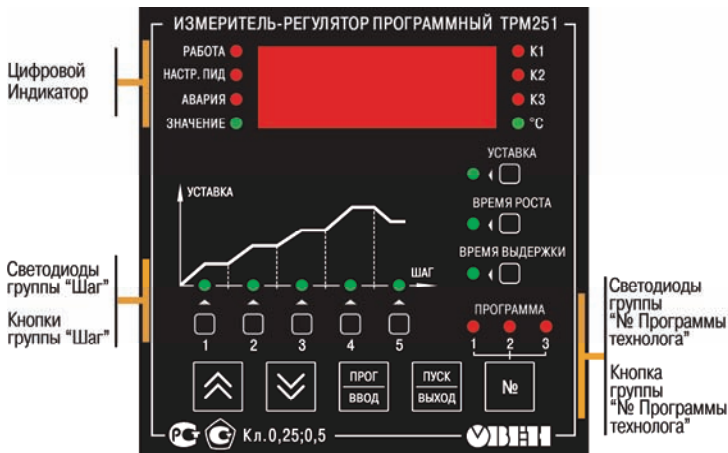 ИЗМЕРИТЕЛЬ-РЕГУЛЯТОР ПРОГРАММНЫЙ ТРМ251
Цифровой
Индикатор
РАБОТА
НАСТР. ПИД
АВАРИЯ
ЗНАЧЕНИЕ
К1
К2
К3
°C
УСТАВКА
ВРЕМЯ РОСТА
ВРЕМЯ ВЫДЕРЖКИ
УСТАВКА
ШАГ
Светодиоды
группы "Шаг"
Кнопки
группы "Шаг"
1 2 3 4 5
ПРОГРАММА
1 2 3
Светодиоды
группы
"№ Программы
технолога"
Кнопка
группы
"№ Программы
технолога"
ПРОГ
ВВОД
ПУСК
ВЫХОД
№
РСТ
Кл.0,25;0,5
ОВЕН